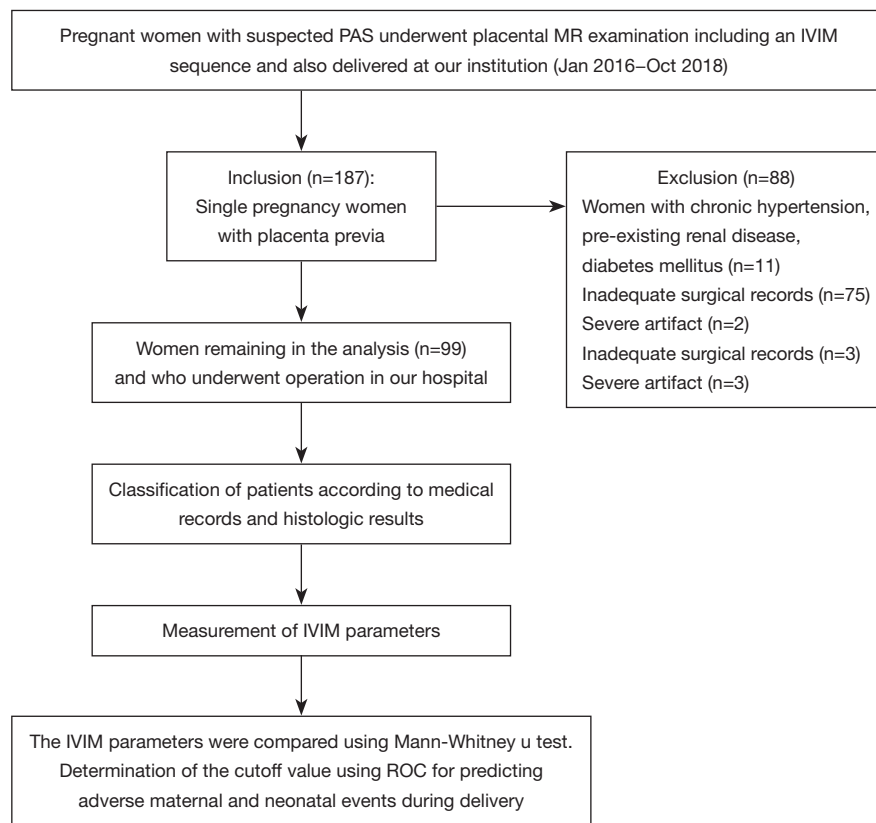 Pregnant women with suspected PAS underwent placental MR examination including an IVIM
sequence and also delivered at our institution (Jan 2016–Oct 2018)
Inclusion (n=187):
Single pregnancy women
with placenta previa
Exclusion (n=88)
Women with chronic hypertension,
pre-existing renal disease,
diabetes mellitus (n=11)
Inadequate surgical records (n=75)
Severe artifact (n=2)
Inadequate surgical records (n=3)
Severe artifact (n=3)
Women remaining in the analysis (n=99)
and who underwent operation in our hospital
Classification of patients according to medical
records and histologic results
Measurement of IVIM parameters
The IVIM parameters were compared using Mann-Whitney u test.
Determination of the cutoff value using ROC for predicting
adverse maternal and neonatal events during delivery